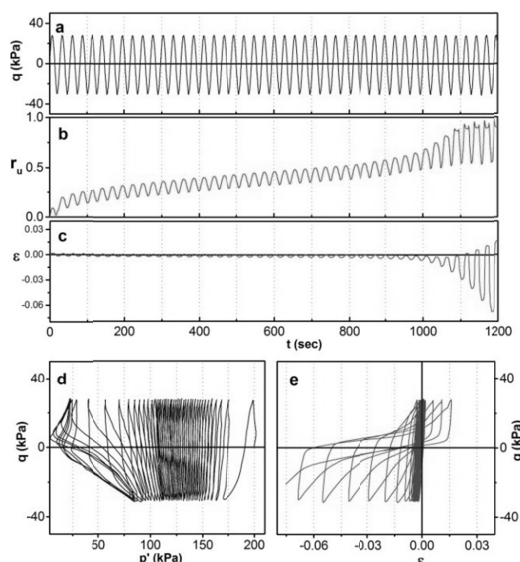 a
40
0
-40
q (kPa)
b
1.0
0.5
0.0
r_u
c
0.03
0.00
-0.03
-0.06
ε
0 200 400 600 800 1000 1200
t (sec)
d
40
0
-50
q (kPa)
50 100 150 200
p' (kPa)
e
40
0
-50
q (kPa)
-0.06 -0.03 0.00 0.03
ε